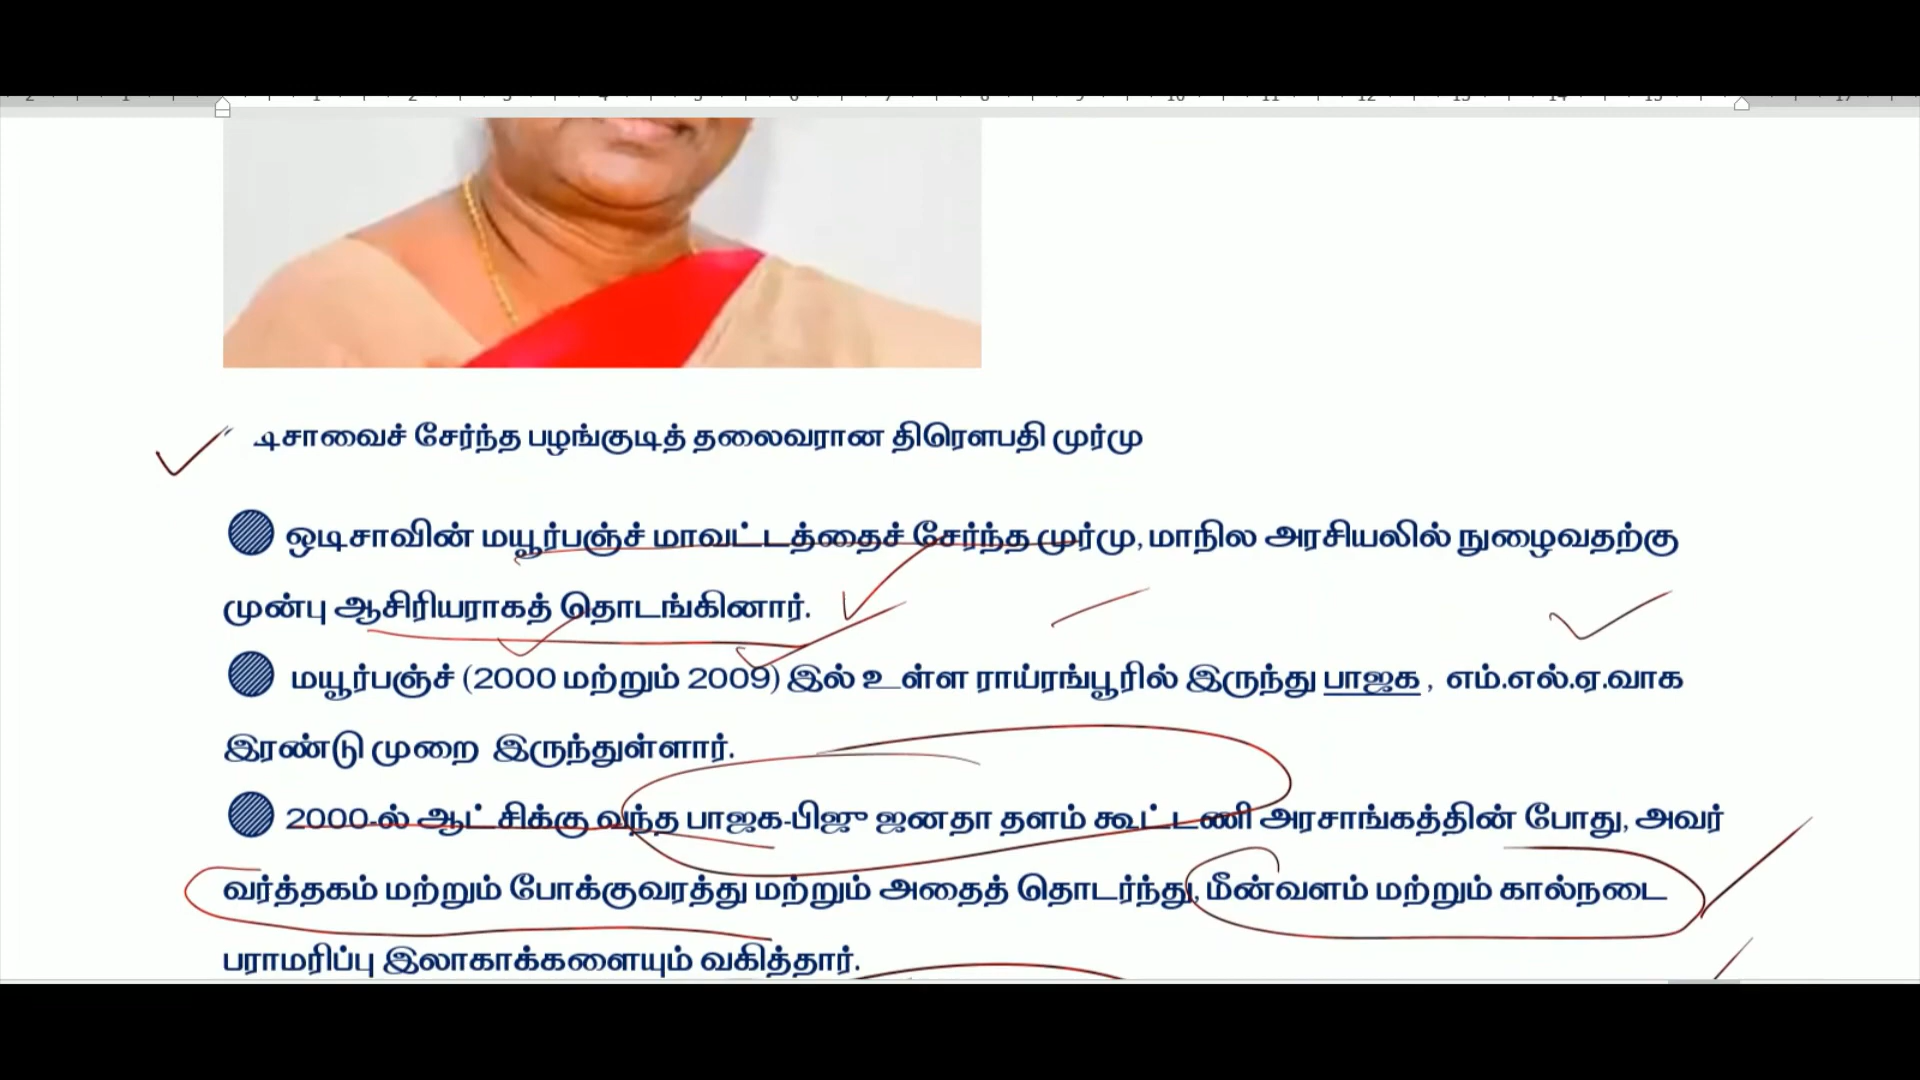 டிசாவைச் சேர்ந்த பழங்குடித் தலைவரான திரௌபதி முர்மு
ஒடிசாவின் மயூர்பஞ்ச் மாவட்டத்தைச் சேர்ந்த முர்மு, மாநில அரசியலில் நுழைவதற்கு
முன்பு ஆசிரியராகத் தொடங்கினார்.
மயூர்பஞ்ச் (2000 மற்றும் 2009) இல் உள்ள ராய்ரங்பூரில் இருந்து பாஜக , எம்.எல்.ஏ.வாக
இரண்டு முறை இருந்துள்ளார்.
2000-ல் ஆட்சிக்கு வந்த பாஜக-பிஜு ஜனதா தளம் கூட்டணி அரசாங்கத்தின் போது, அவர்
வர்த்தகம் மற்றும் போக்குவரத்து மற்றும் அதைத் தொடர்ந்து, மீன்வளம் மற்றும் கால்நடை
பராமரிப்பு இலாகாக்களையும் வகித்தார்.